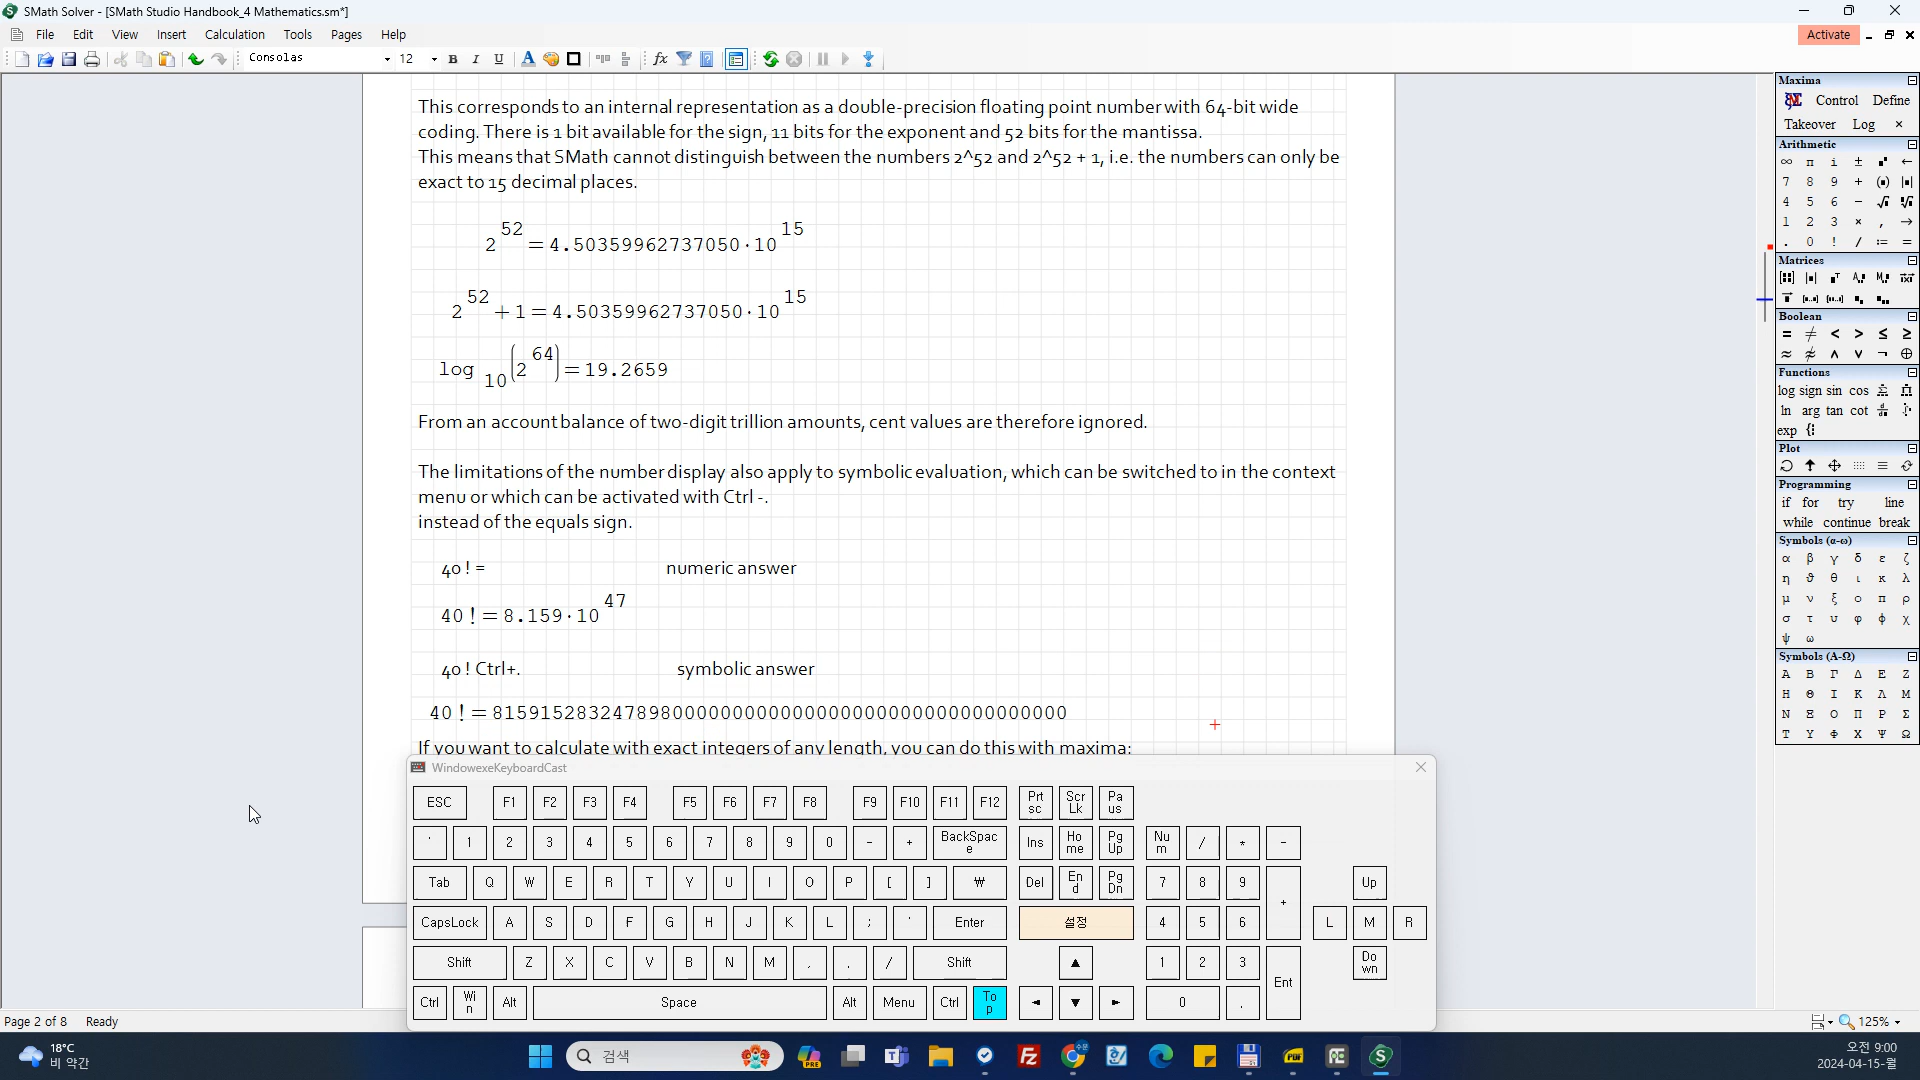 SMath Solver - [SMath Studio Handbook_4 Mathematics.sm*]
File Edit View Insert Calculation Tools Pages Help
Activate
Consolas 12 B I U
This corresponds to an internal representation as a double-precision floating point number with 64-bit wide
coding. There is 1 bit available for the sign, 11 bits for the exponent and 52 bits for the mantissa.
This means that SMath cannot distinguish between the numbers 2^52 and 2^52 + 1, i.e. the numbers can only be
exact to 15 decimal places.
2^52 = 4.50359962737050·10^15
2^52 + 1 = 4.50359962737050·10^15
log_10(2^64) = 19.2659
From an account balance of two-digit trillion amounts, cent values are therefore ignored.
The limitations of the number display also apply to symbolic evaluation, which can be switched to in the context
menu or which can be activated with Ctrl -.
instead of the equals sign.
40 ! = numeric answer
40 ! = 8.159·10^47
40 ! Ctrl+. symbolic answer
If you want to calculate with exact integers of any length, you can do this with maxima:
Maxima
Control Define
Takeover Log ×
Arithmetic
∞ π i ±
7 8 9 +
4 5 6 −
1 2 3 × , →
. 0 ! / := =
Matrices
Boolean
= ≠ < > ≤ ≥
≈ ≉ ∧ ∨ ¬ ⊕
Functions
log sign sin cos
ln arg tan cot
exp
Plot
Programming
if for try line
while continue break
Symbols (α-ω)
α β γ δ ε ζ
η ϑ θ ι κ λ
μ ν ξ ο π ρ
σ τ υ φ ϕ χ
ψ ω
Symbols (Α-Ω)
Α Β Γ Δ Ε Ζ
Η Θ Ι Κ Λ Μ
Ν Ξ Ο Π Ρ Σ
Τ Υ Φ Χ Ψ Ω
WindowexeKeyboardCast
ESC F1 F2 F3 F4 F5 F6 F7 F8 F9 F10 F11 F12 Prt sc Scr Lk Pa us
' 1 2 3 4 5 6 7 8 9 0 - + BackSpace Ins Home Pg Up Num / * -
Tab Q W E R T Y U I O P [ ] ₩ Del End Pg Dn 7 8 9 + Up
CapsLock A S D F G H J K L ; ' Enter 설정 4 5 6 L M R
Shift Z X C V B N M , . / Shift ▲ 1 2 3 Ent Down
Ctrl Win Alt Space Alt Menu Ctrl Top ◄ ▼ ► 0 .
Page 2 of 8 Ready 125%
18°C
비 약간
검색
오전 9:00
2024-04-15-월